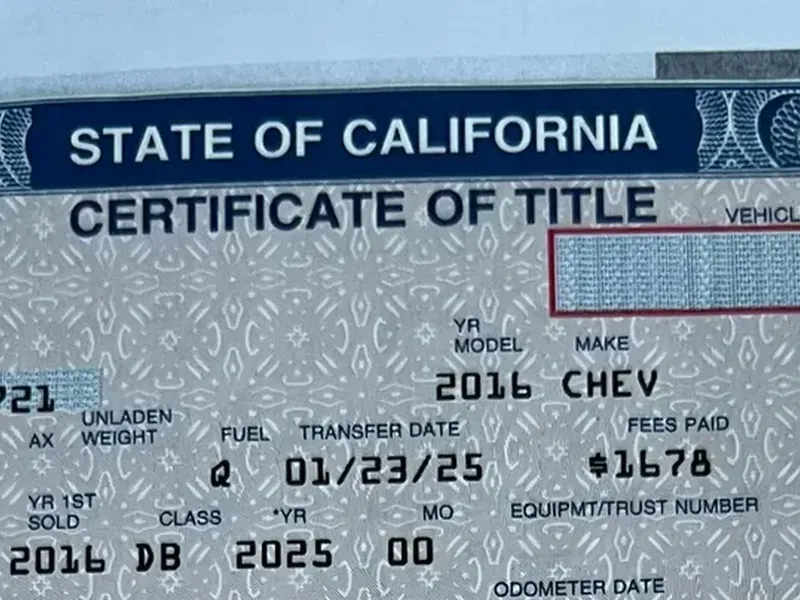 STATE OF CALIFORNIA
CERTIFICATE OF TITLE
VEHICL
YR
MODEL MAKE
721 2016 CHEV
AX UNLADEN
WEIGHT FUEL TRANSFER DATE FEES PAID
Q 01/23/25 $1678
YR 1ST
SOLD CLASS *YR MO EQUIPMT/TRUST NUMBER
2016 DB 2025 00
ODOMETER DATE